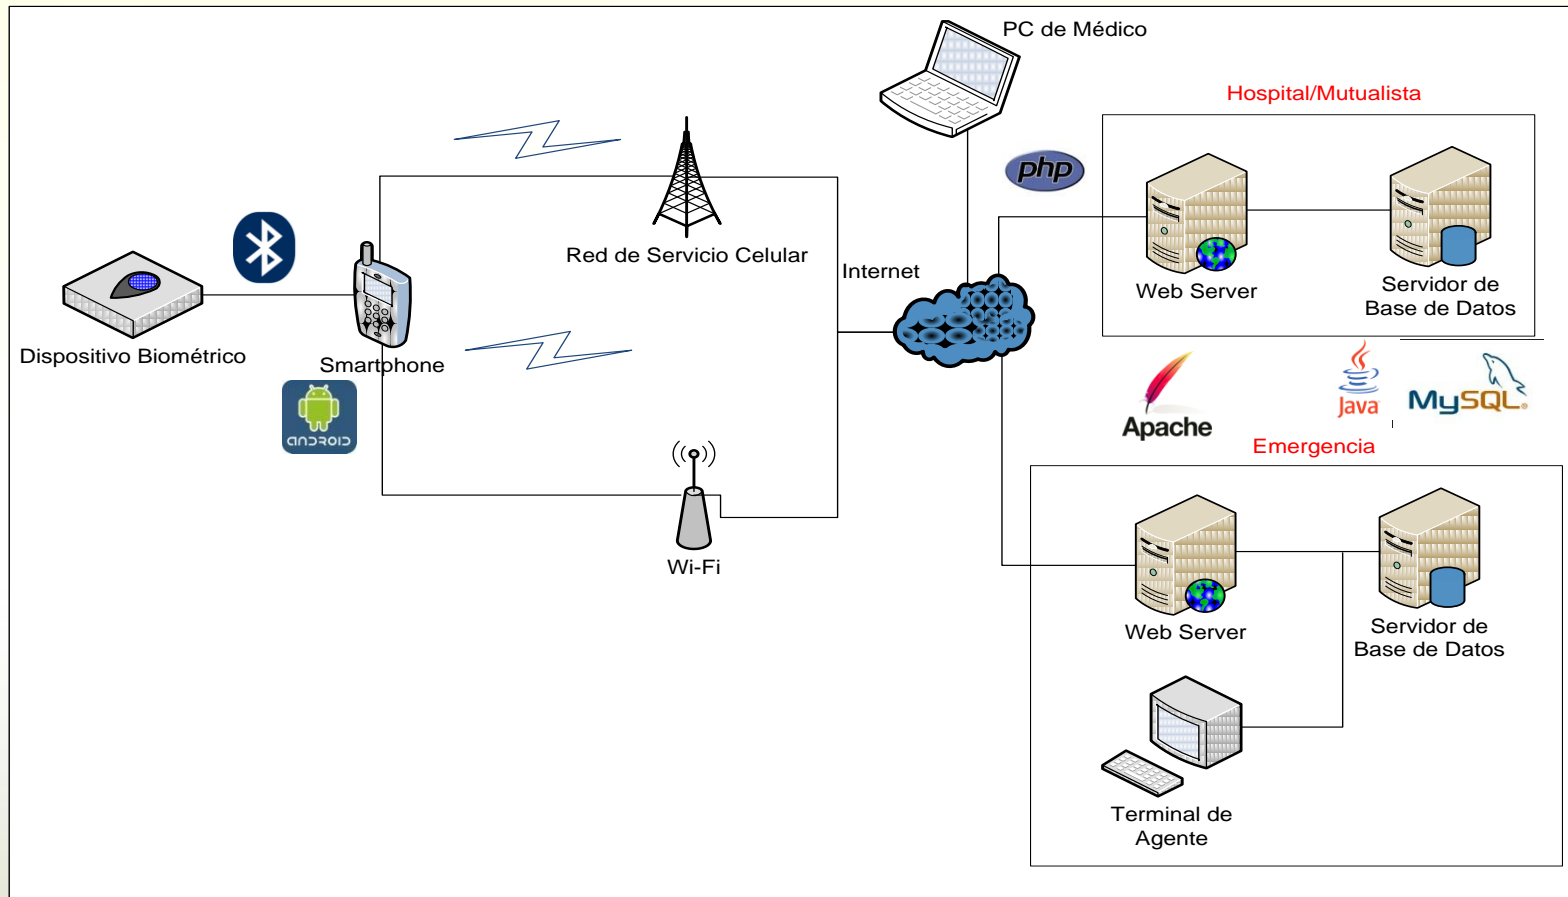 PC de Médico
Hospital/Mutualista
php
Red de Servicio Celular
Internet
Web Server
Servidor de
Base de Datos
Dispositivo Biométrico
Smartphone
ANDROID
Apache
Java
MySQL®
Emergencia
Wi-Fi
Web Server
Servidor de
Base de Datos
Terminal de
Agente